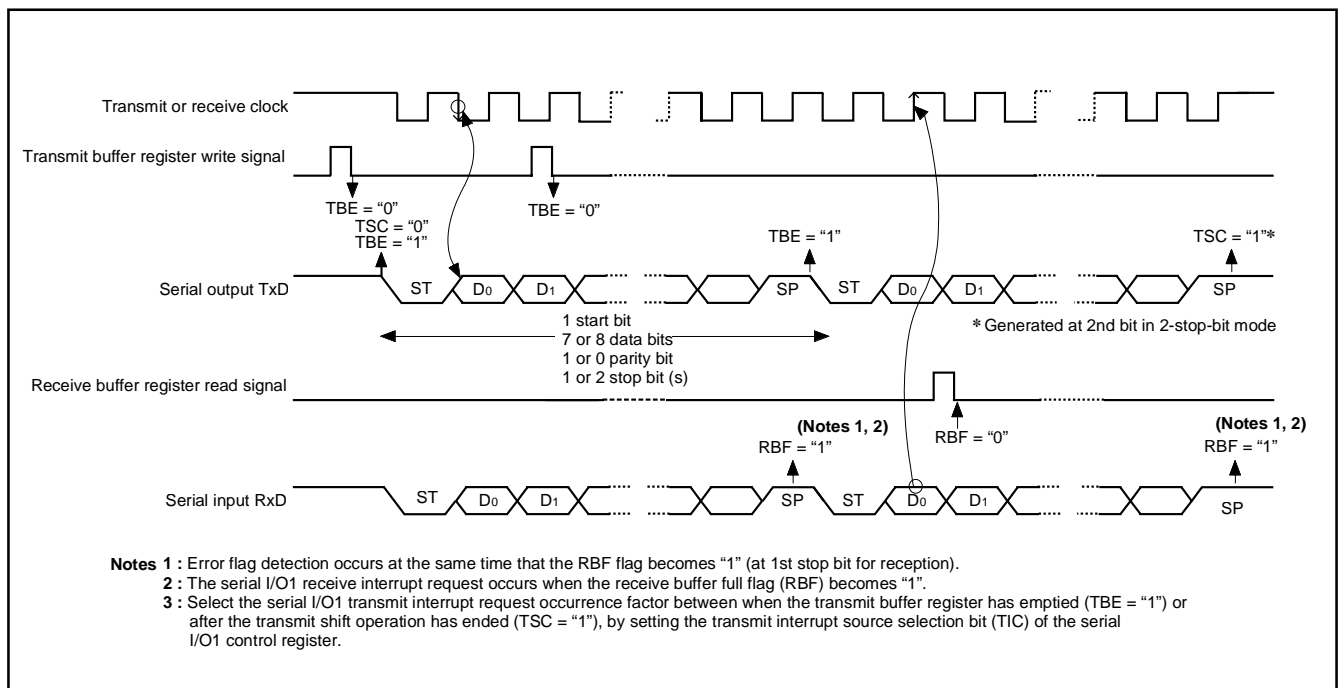 Transmit or receive clock
Transmit buffer register write signal
TBE = “0”
TSC = “0”
TBE = “1”
TBE = “0”
TBE = “1”
TSC = “1”*
Serial output TxD
ST
D0
D1
SP
ST
D0
D1
SP
1 start bit
7 or 8 data bits
1 or 0 parity bit
1 or 2 stop bit (s)
* Generated at 2nd bit in 2-stop-bit mode
Receive buffer register read signal
(Notes 1, 2)
RBF = “1”
RBF = “0”
(Notes 1, 2)
RBF = “1”
Serial input RxD
ST
D0
D1
SP
ST
D0
D1
SP
Notes 1 : Error flag detection occurs at the same time that the RBF flag becomes “1” (at 1st stop bit for reception).
2 : The serial I/O1 receive interrupt request occurs when the receive buffer full flag (RBF) becomes “1”.
3 : Select the serial I/O1 transmit interrupt request occurrence factor between when the transmit buffer register has emptied (TBE = “1”) or
after the transmit shift operation has ended (TSC = “1”), by setting the transmit interrupt source selection bit (TIC) of the serial
I/O1 control register.